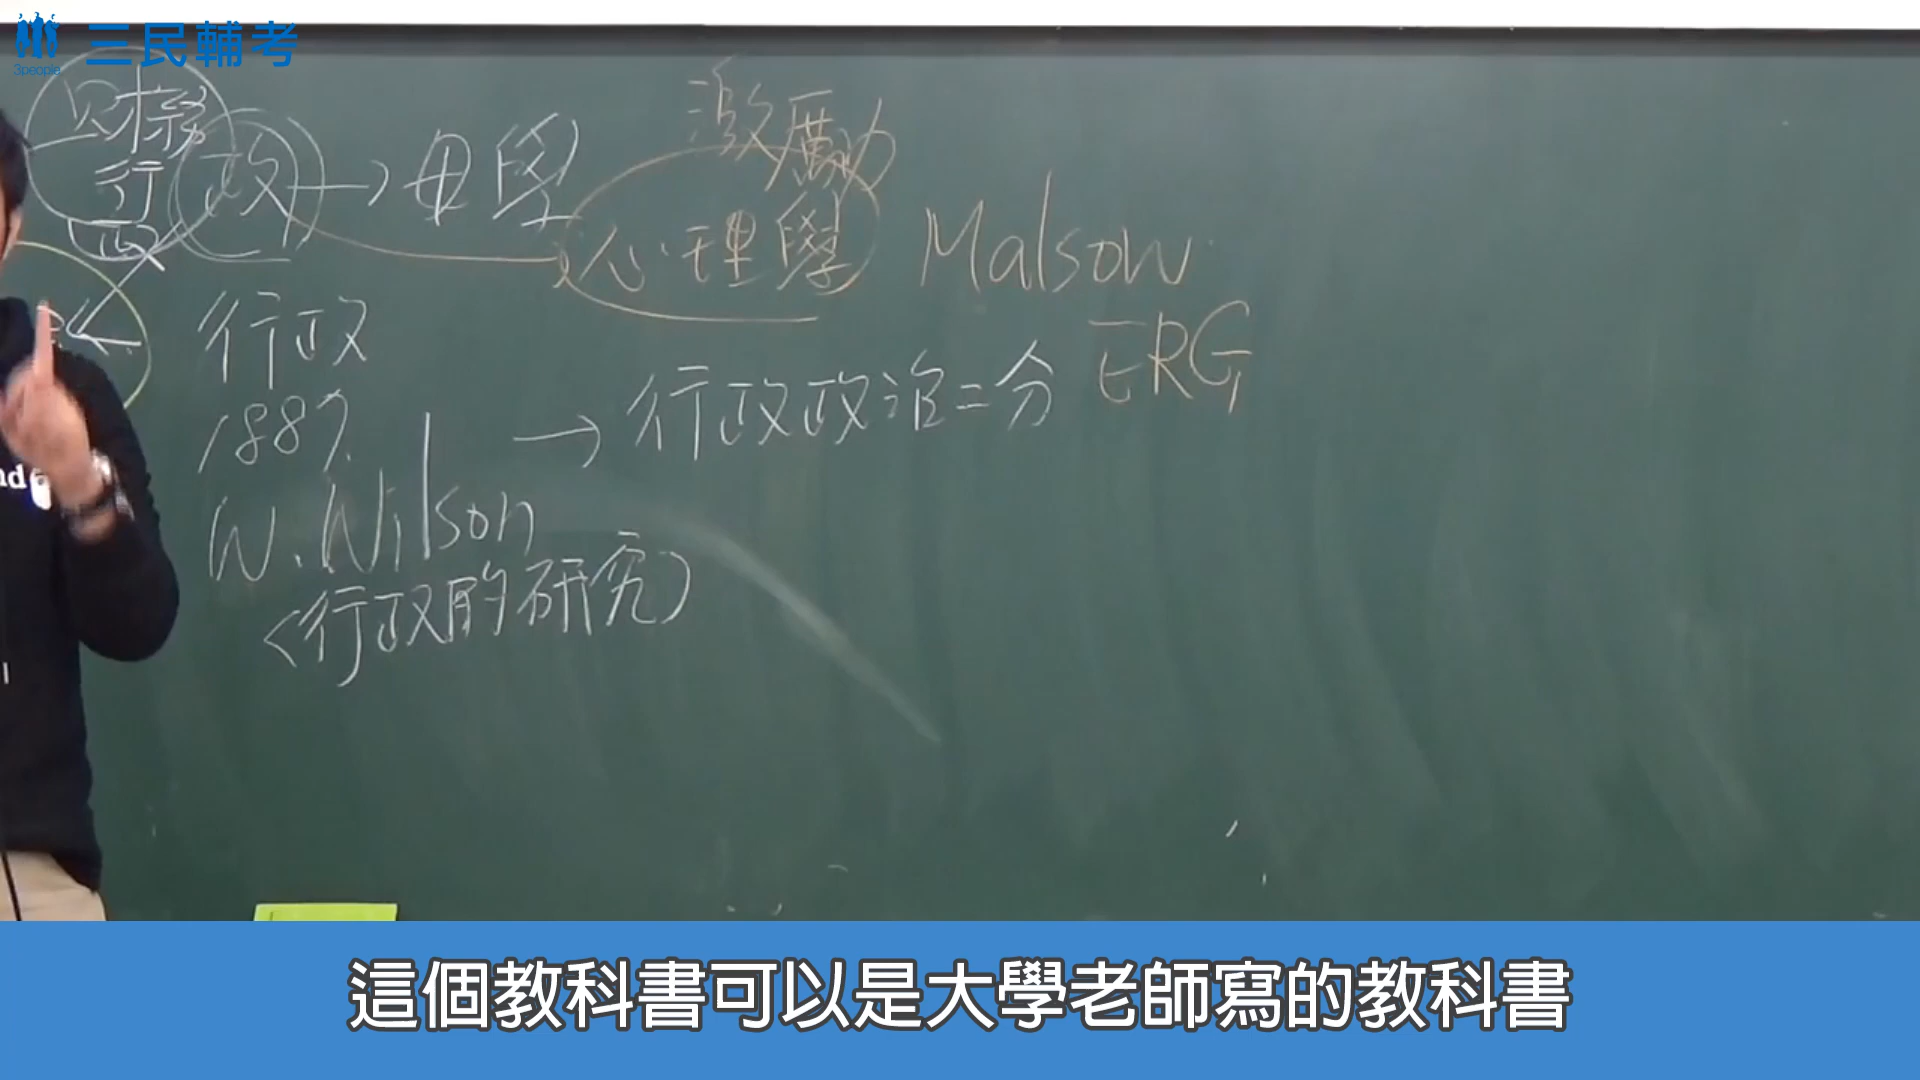 三民輔考
3people
激勵
行
政→母學
心理學 Malsow
行政
ERG
→行政政治二分
1887.
W. Wilson
<行政的研究>
nd
這個教科書可以是大學老師寫的教科書